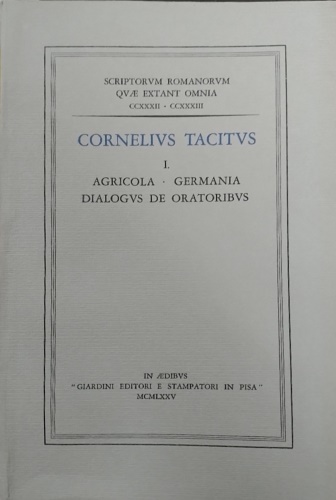 SCRIPTORVM ROMANORVM
QVÆ EXTANT OMNIA
CCXXXII - CCXXXIII
CORNELIVS TACITVS
I.
AGRICOLA · GERMANIA
DIALOGVS DE ORATORIBVS
IN ÆDIBVS
"GIARDINI EDITORI E STAMPATORI IN PISA"
MCMLXXV